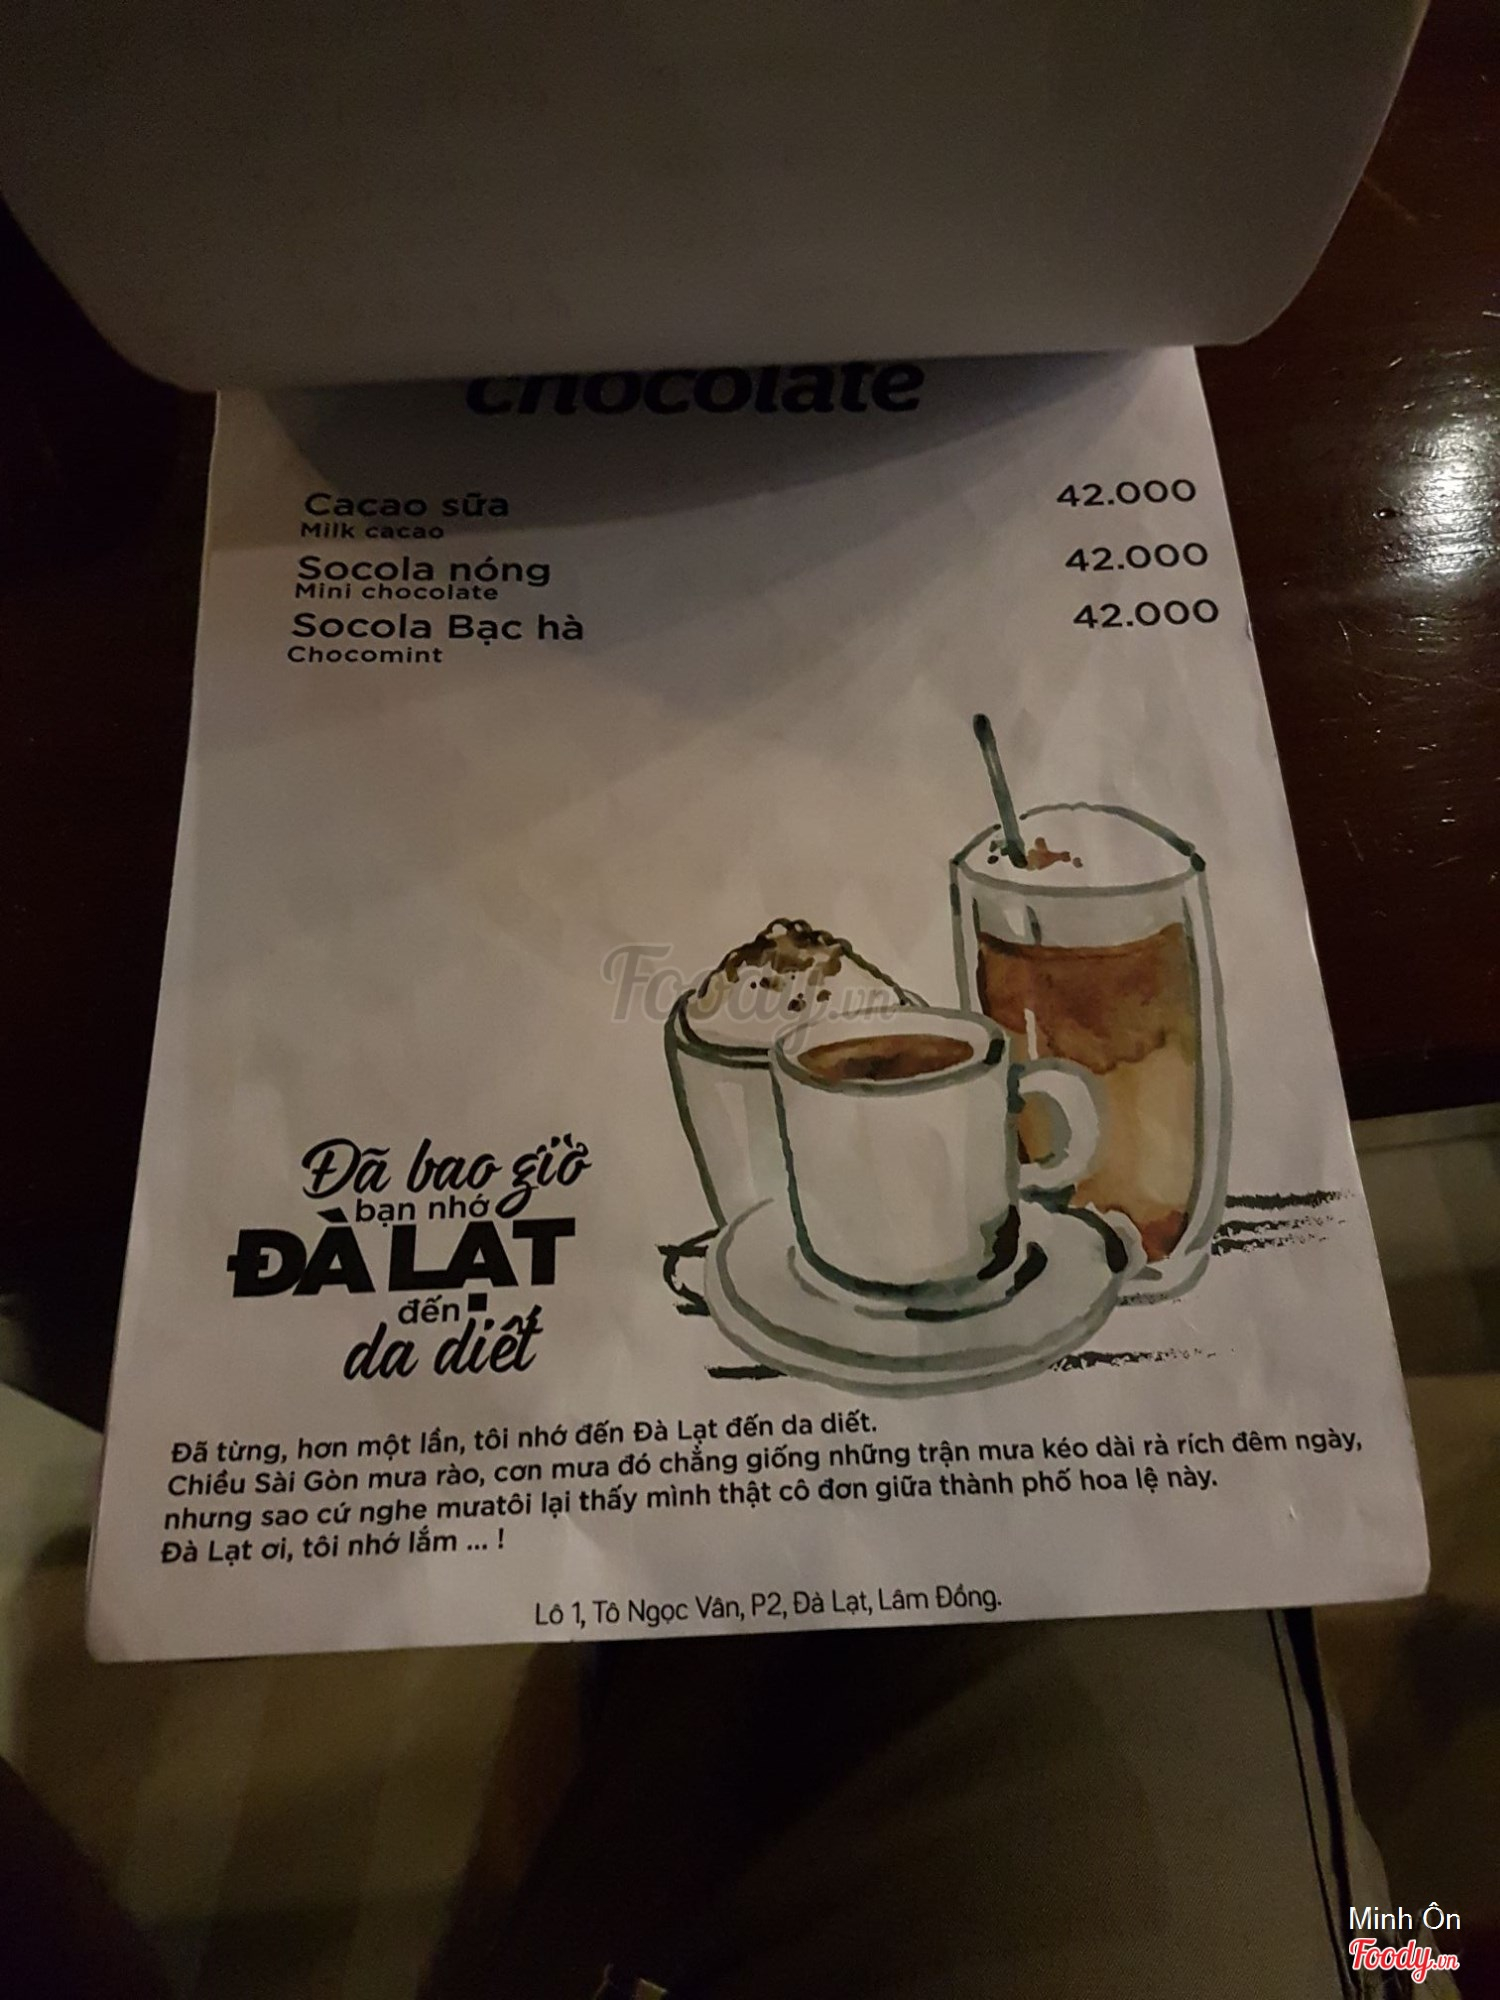 chocolate
Cacao sữa 42.000
Milk cacao
Socola nóng 42.000
Mini chocolate
Socola Bạc hà 42.000
Chocomint
Foody.vn
Đã bao giờ
bạn nhớ
ĐÀ LẠT
đến
da diết
Đã từng, hơn một lần, tôi nhớ đến Đà Lạt đến da diết.
Chiều Sài Gòn mưa rào, cơn mưa đó chẳng giống những trận mưa kéo dài rả rích đêm ngày,
nhưng sao cứ nghe mưatôi lại thấy mình thật cô đơn giữa thành phố hoa lệ này.
Đà Lạt ơi, tôi nhớ lắm ... !
Lô 1, Tô Ngọc Vân, P2, Đà Lạt, Lâm Đồng.
Minh Ôn
Foody.vn